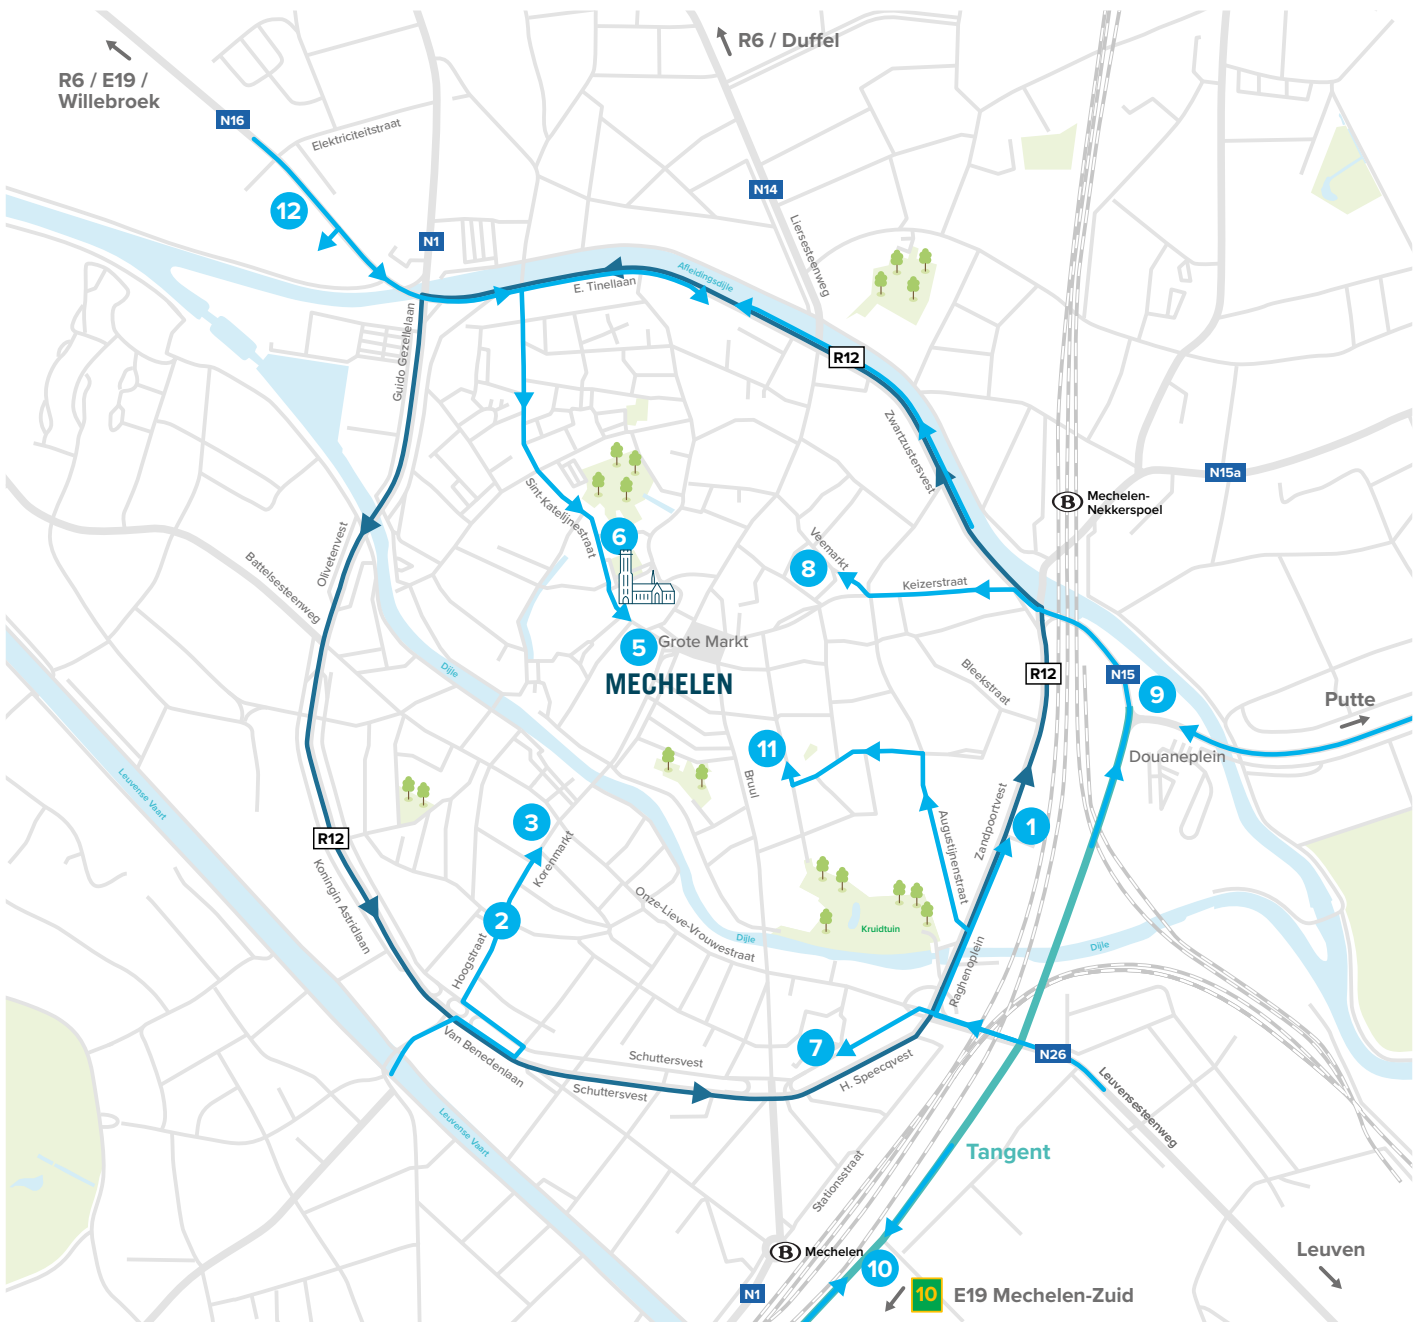 R6 / Duffel
R6 / E19 /
Willebroek
N16
Elektriciteitstraat
N14
12
N1
Liersesteenweg
Afleidingsdijle
E. Tinellaan
Guido Gezellelaan
R12
Zwartzustersvest
N15a
B
Mechelen-
Nekkerspoel
Sint-Katelijnestraat
Olivetenvest
6
Veemarkt
8
Battelsesteenweg
Keizerstraat
5
Grote Markt
MECHELEN
Dijle
Bleekstraat
R12
N15
9
Putte
11
Douaneplein
Bruul
Leuvense Vaart
R12
3
Korenmarkt
Zandpoortvest
1
Augustijnenstraat
Koningin Astridlaan
2
Hoogstraat
Onze-Lieve-Vrouwestraat
Kruidtuin
Dijle
Dijle
Raghenoplein
Van Benedenlaan
7
Schuttersvest
Schuttersvest
H. Speecqvest
N26
Leuvensesteenweg
Leuvense Vaart
Tangent
Stationsstraat
B
Mechelen
10
Leuven
N1
10
E19 Mechelen-Zuid